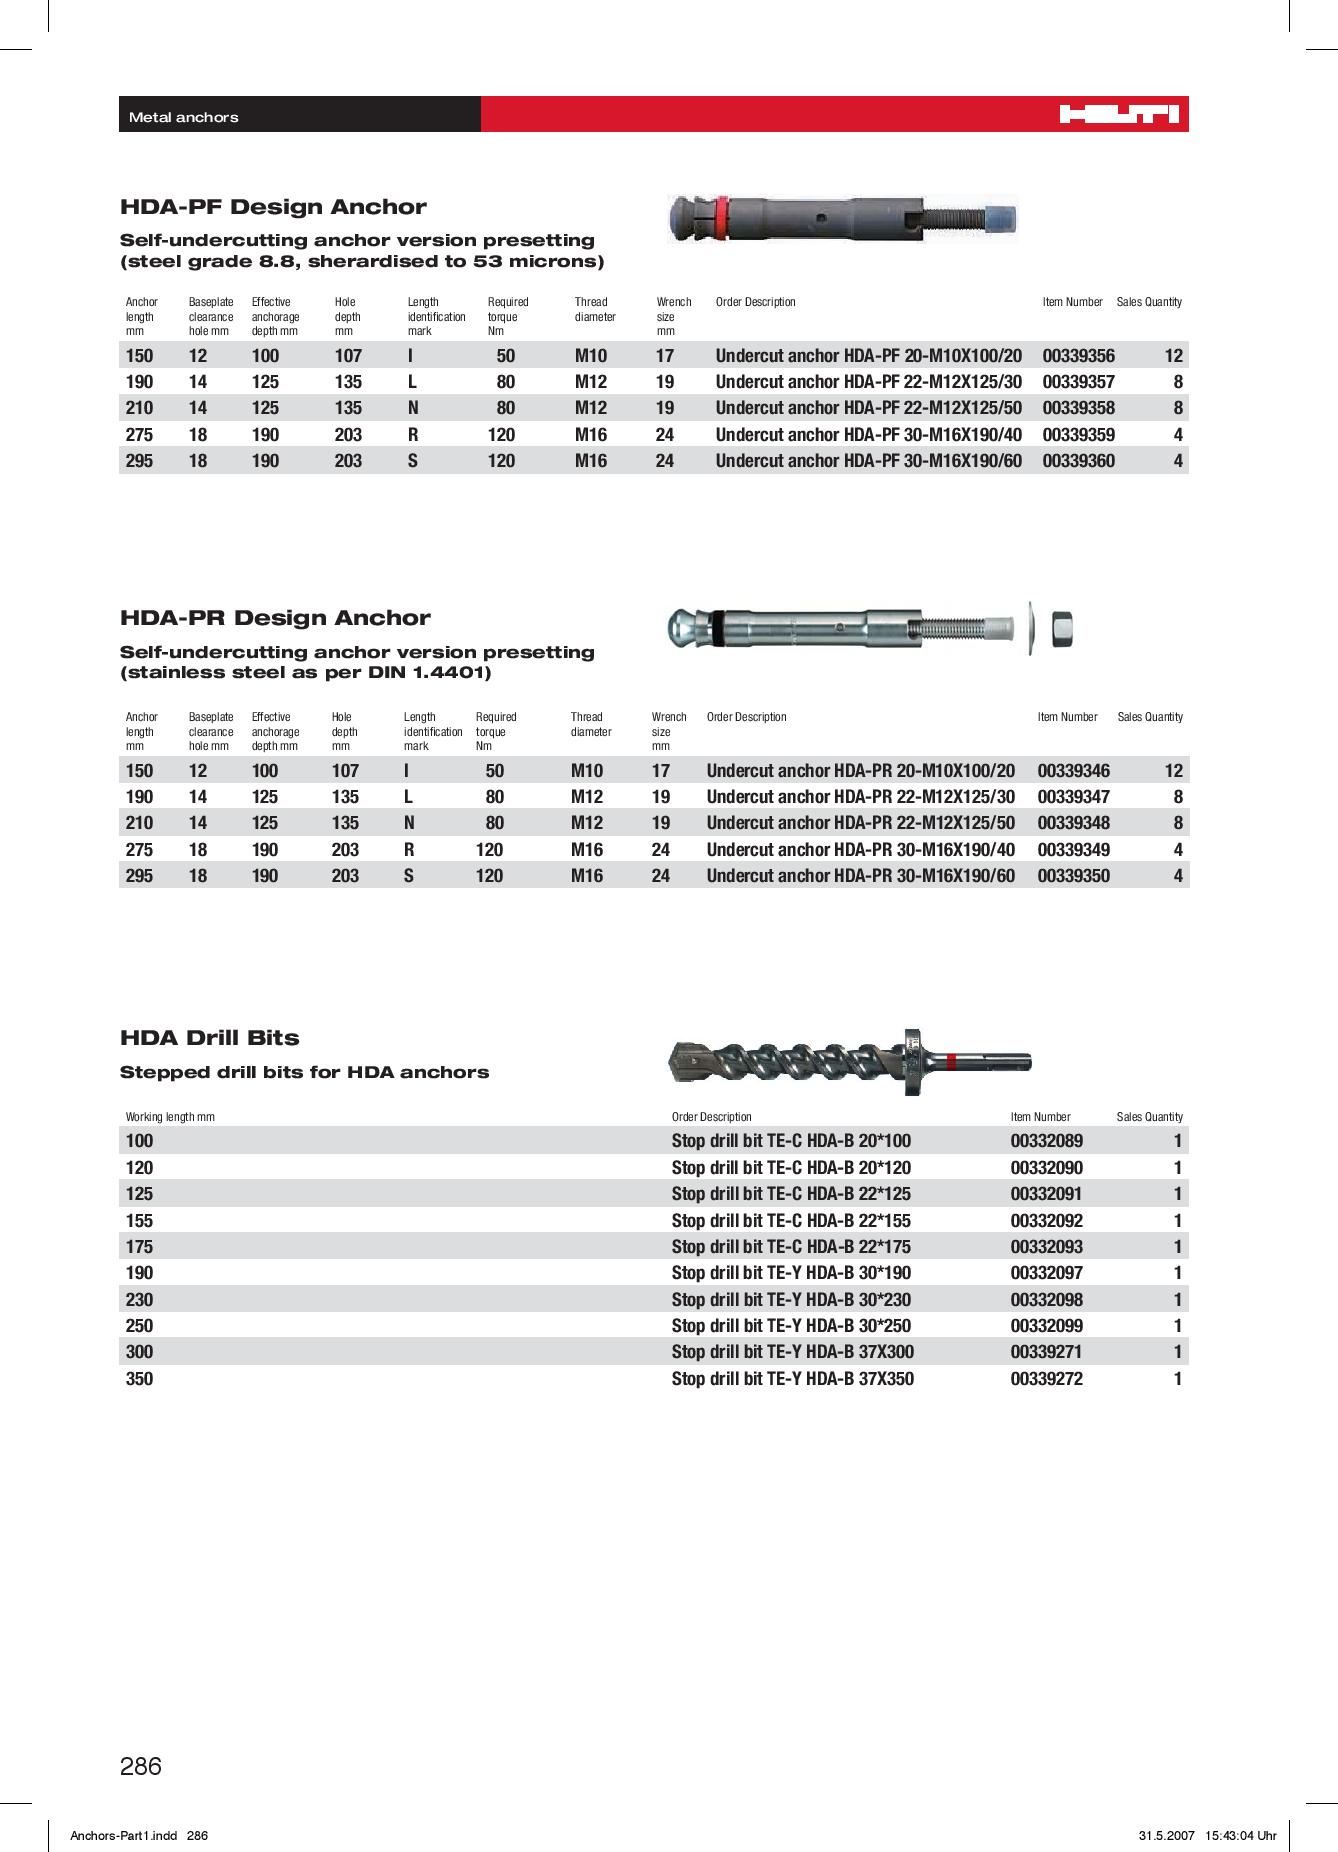 Metal anchors
HILTI
HDA-PF Design Anchor
Self-undercutting anchor version presetting
(steel grade 8.8, sherardised to 53 microns)
Anchor Baseplate Effective Hole Length Required Thread Wrench Order Description Item Number Sales Quantity
length clearance anchorage depth identification torque diameter size
mm hole mm depth mm mm mark Nm mm
150 12 100 107 I 50 M10 17 Undercut anchor HDA-PF 20-M10X100/20 00339356 12
190 14 125 135 L 80 M12 19 Undercut anchor HDA-PF 22-M12X125/30 00339357 8
210 14 125 135 N 80 M12 19 Undercut anchor HDA-PF 22-M12X125/50 00339358 8
275 18 190 203 R 120 M16 24 Undercut anchor HDA-PF 30-M16X190/40 00339359 4
295 18 190 203 S 120 M16 24 Undercut anchor HDA-PF 30-M16X190/60 00339360 4
HDA-PR Design Anchor
Self-undercutting anchor version presetting
(stainless steel as per DIN 1.4401)
Anchor Baseplate Effective Hole Length Required Thread Wrench Order Description Item Number Sales Quantity
length clearance anchorage depth identification torque diameter size
mm hole mm depth mm mm mark Nm mm
150 12 100 107 I 50 M10 17 Undercut anchor HDA-PR 20-M10X100/20 00339346 12
190 14 125 135 L 80 M12 19 Undercut anchor HDA-PR 22-M12X125/30 00339347 8
210 14 125 135 N 80 M12 19 Undercut anchor HDA-PR 22-M12X125/50 00339348 8
275 18 190 203 R 120 M16 24 Undercut anchor HDA-PR 30-M16X190/40 00339349 4
295 18 190 203 S 120 M16 24 Undercut anchor HDA-PR 30-M16X190/60 00339350 4
HDA Drill Bits
Stepped drill bits for HDA anchors
Working length mm Order Description Item Number Sales Quantity
100 Stop drill bit TE-C HDA-B 20*100 00332089 1
120 Stop drill bit TE-C HDA-B 20*120 00332090 1
125 Stop drill bit TE-C HDA-B 22*125 00332091 1
155 Stop drill bit TE-C HDA-B 22*155 00332092 1
175 Stop drill bit TE-C HDA-B 22*175 00332093 1
190 Stop drill bit TE-Y HDA-B 30*190 00332097 1
230 Stop drill bit TE-Y HDA-B 30*230 00332098 1
250 Stop drill bit TE-Y HDA-B 30*250 00332099 1
300 Stop drill bit TE-Y HDA-B 37X300 00339271 1
350 Stop drill bit TE-Y HDA-B 37X350 00339272 1
286
Anchors-Part1.indd 286 31.5.2007 15:43:04 Uhr